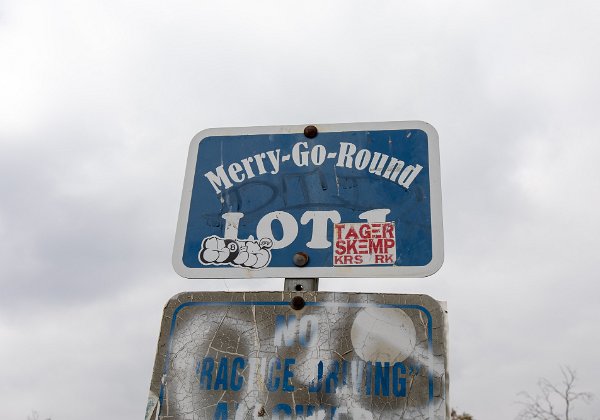 Merry-Go-Round
LOT 1
TAGER
SKEMP
KRS RK
NO
"PRACTICE DRIVING"